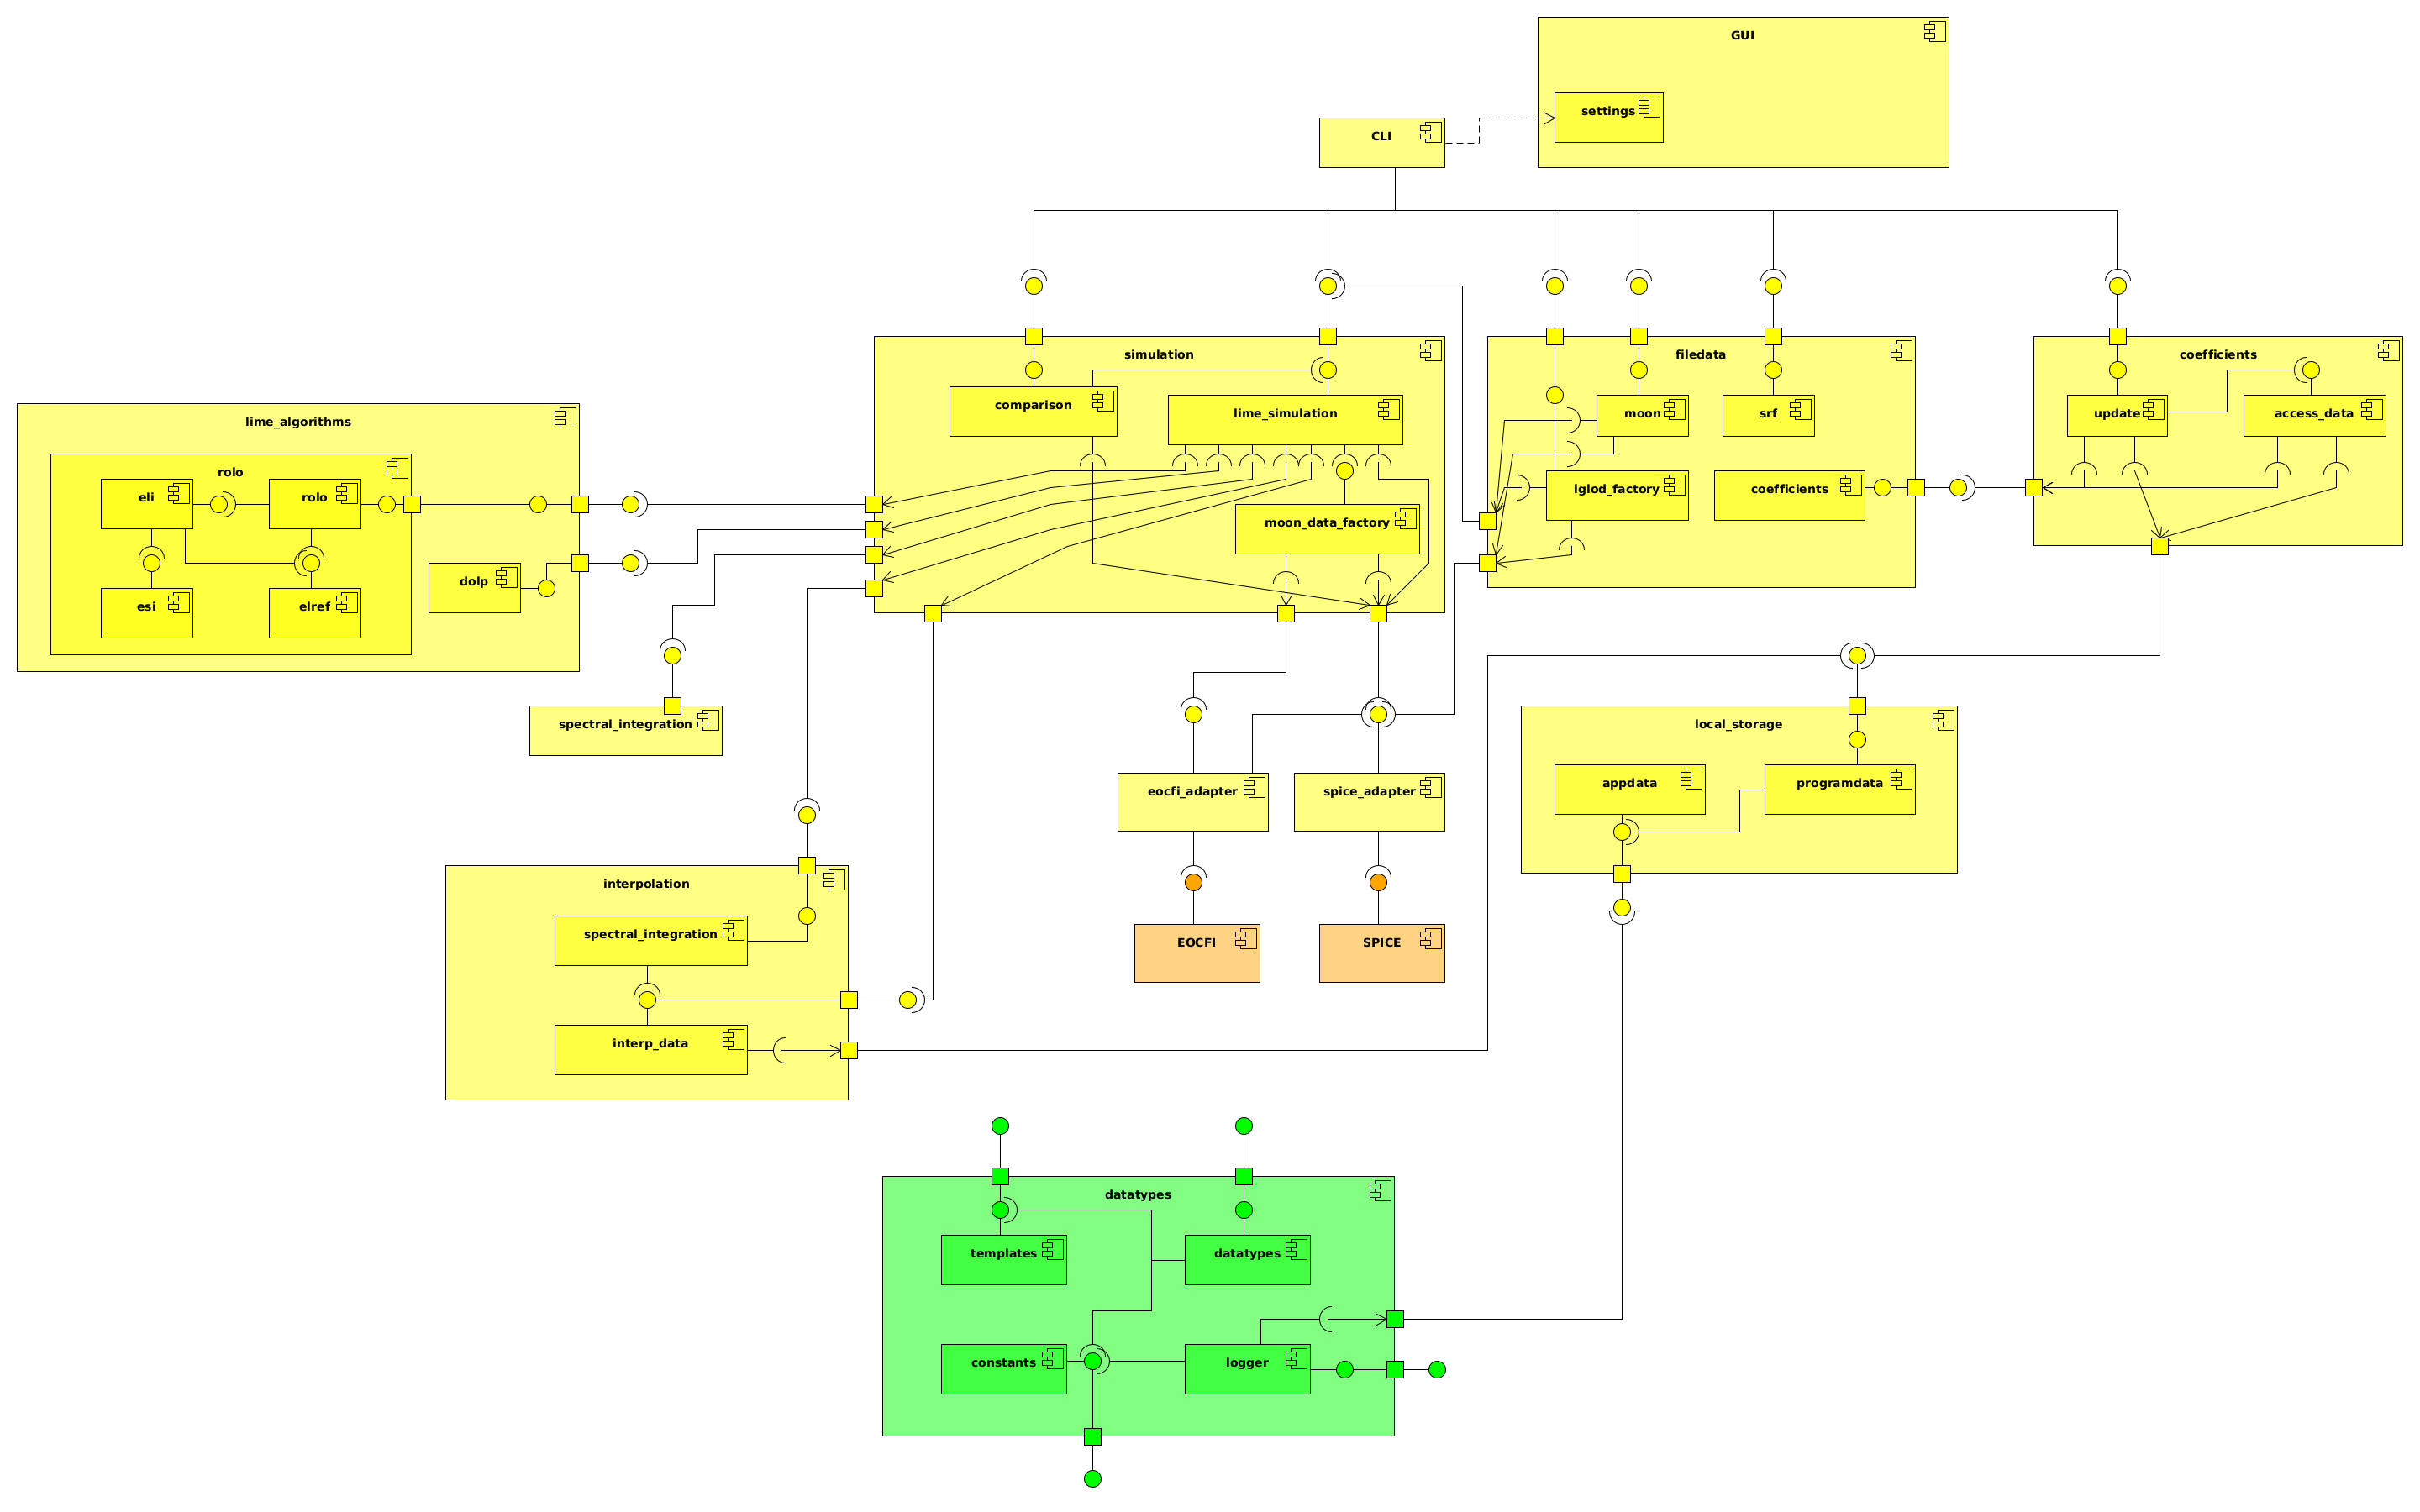 GUI
settings
CLI
simulation
filedata
coefficients
comparison
lime_simulation
moon
srf
update
access_data
lime_algorithms
rolo
eli
rolo
lglod_factory
coefficients
moon_data_factory
dolp
esi
elref
spectral_integration
local_storage
eocfi_adapter
spice_adapter
appdata
programdata
interpolation
spectral_integration
EOCFI
SPICE
interp_data
datatypes
templates
datatypes
constants
logger